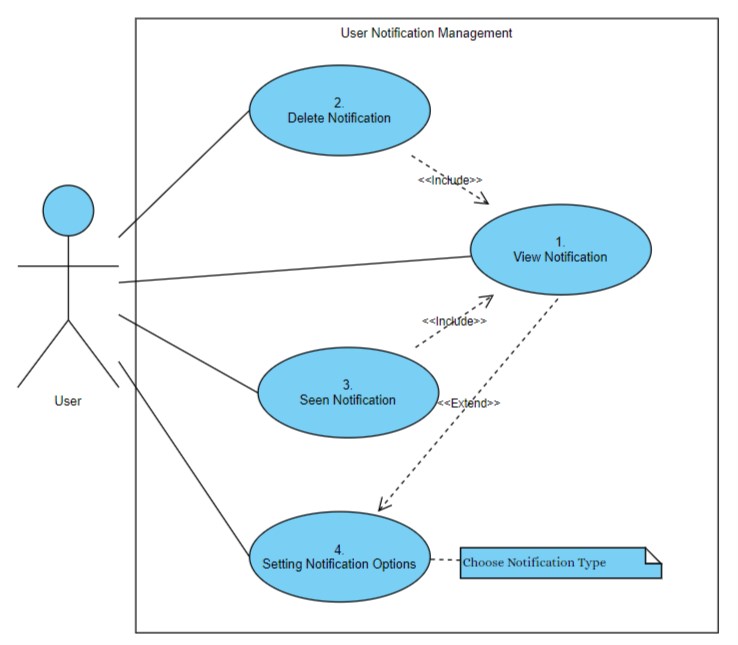 User Notification Management
2.
Delete Notification
<<Include>>
1.
View Notification
<<Include>>
3.
Seen Notification
<<Extend>>
User
4.
Setting Notification Options
Choose Notification Type